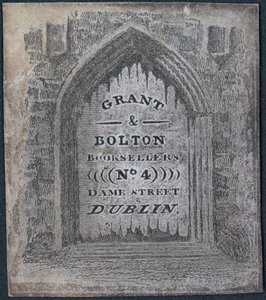 GRANT
&
BOLTON
BOOKSELLERS
((((No. 4))))
DAME STREET
DUBLIN.